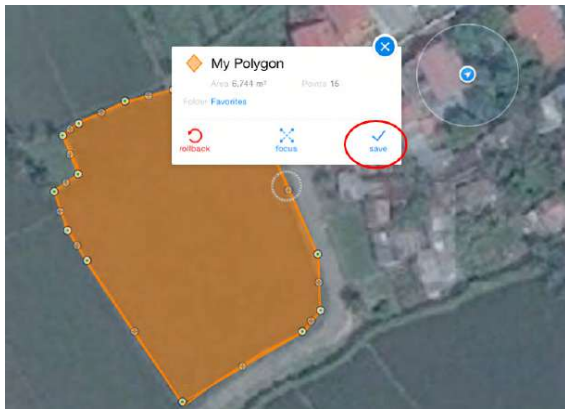 My Polygon
Area 6,744 m² Points 16
Folder Favorites
rollback focus save